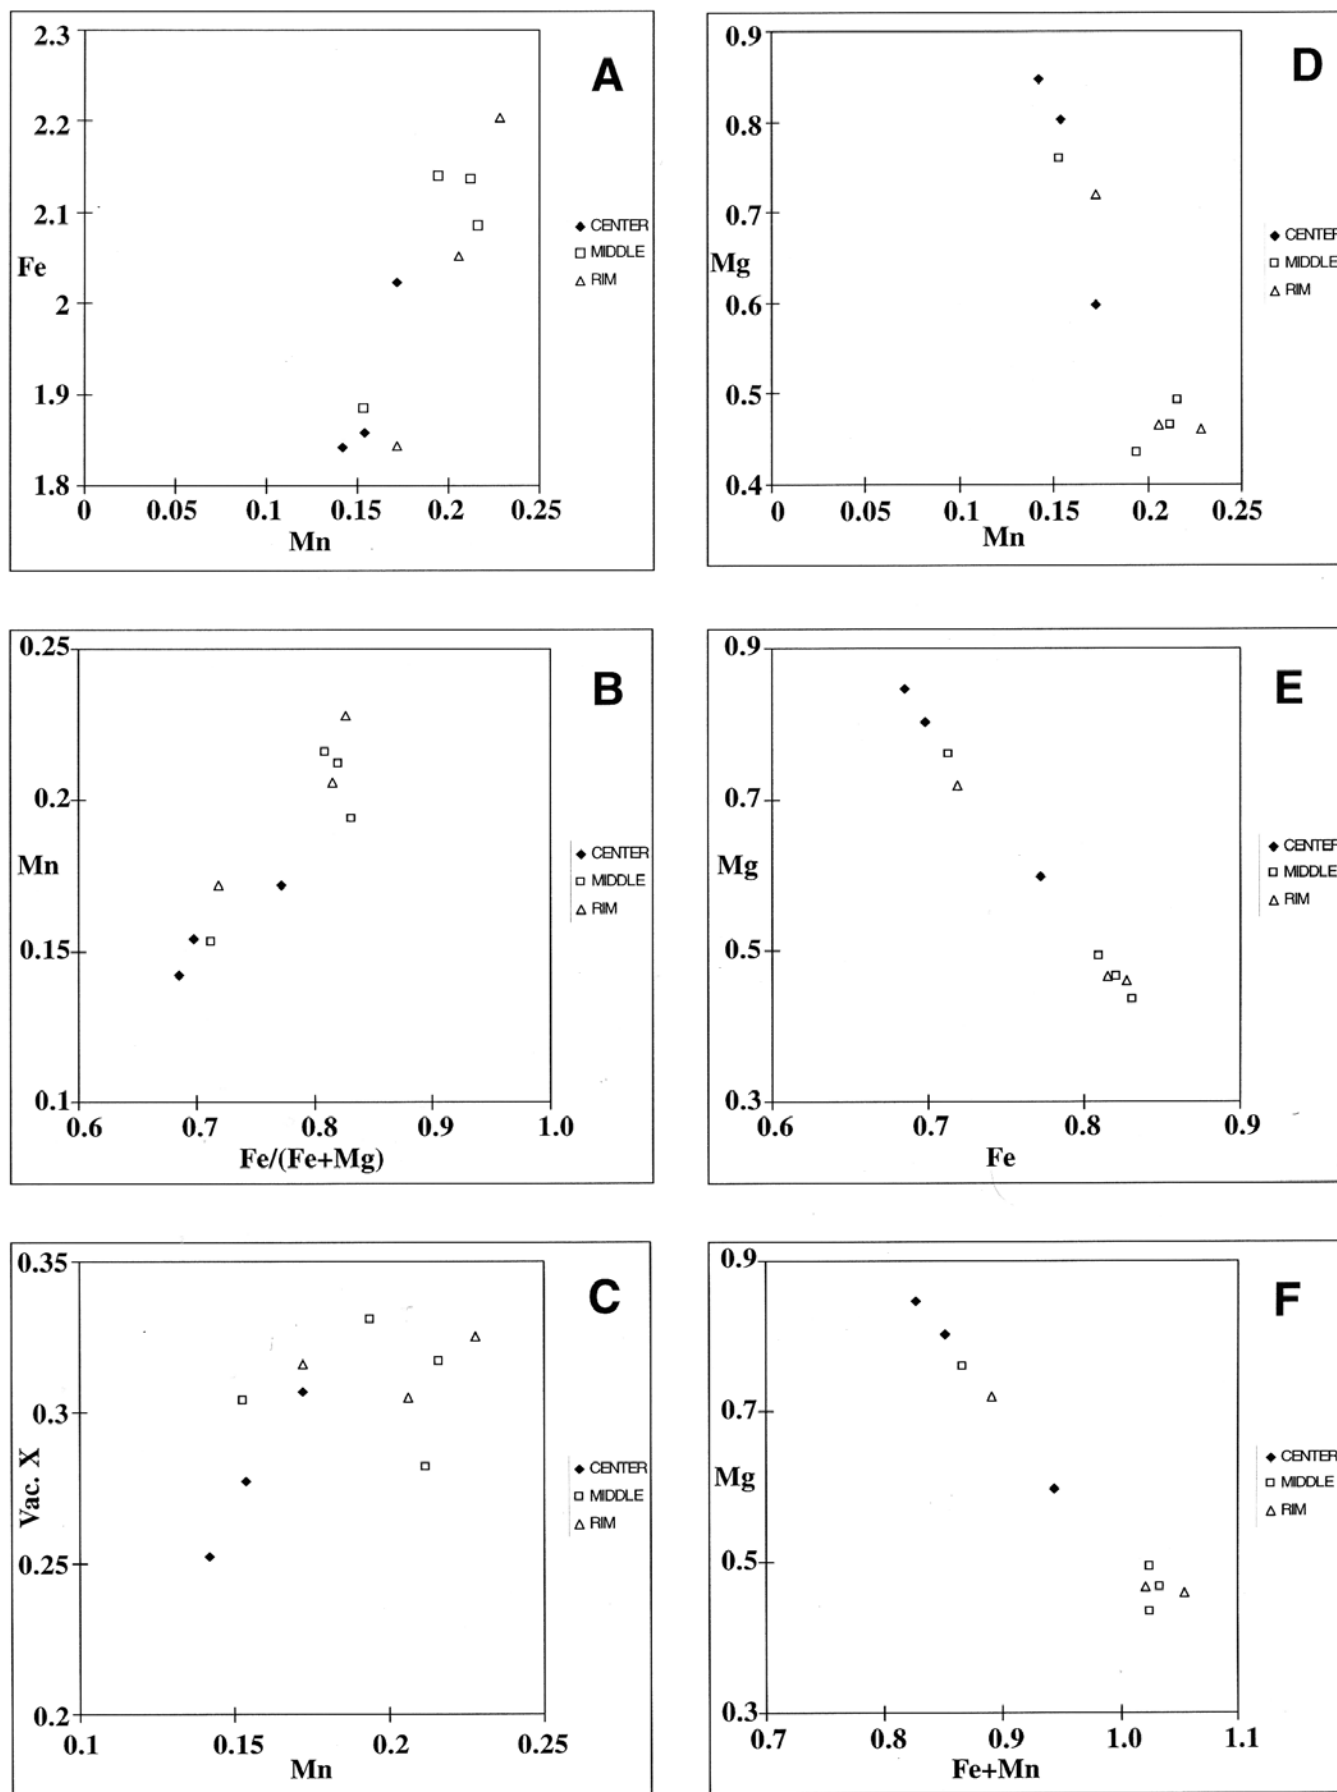 A
2.3
2.2
2.1
Fe
2
1.9
1.8
0 0.05 0.1 0.15 0.2 0.25
Mn
CENTER
MIDDLE
RIM
D
0.9
0.8
0.7
Mg
0.6
0.5
0.4
0 0.05 0.1 0.15 0.2 0.25
Mn
CENTER
MIDDLE
RIM
B
0.25
0.2
Mn
0.15
0.1
0.6 0.7 0.8 0.9 1.0
Fe/(Fe+Mg)
CENTER
MIDDLE
RIM
E
0.9
0.7
Mg
0.5
0.3
0.6 0.7 0.8 0.9
Fe
CENTER
MIDDLE
RIM
C
0.35
0.3
Vac. X
0.25
0.2
0.1 0.15 0.2 0.25
Mn
CENTER
MIDDLE
RIM
F
0.9
0.7
Mg
0.5
0.3
0.7 0.8 0.9 1.0 1.1
Fe+Mn
CENTER
MIDDLE
RIM